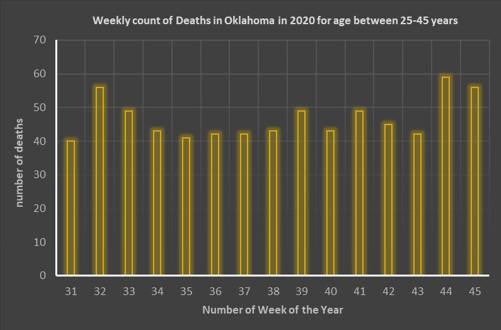 Weekly count of Deaths in Oklahoma in 2020 for age between 25-45 years
70
60
50
40
30
20
10
0
number of deaths
31 32 33 34 35 36 37 38 39 40 41 42 43 44 45
Number of Week of the Year